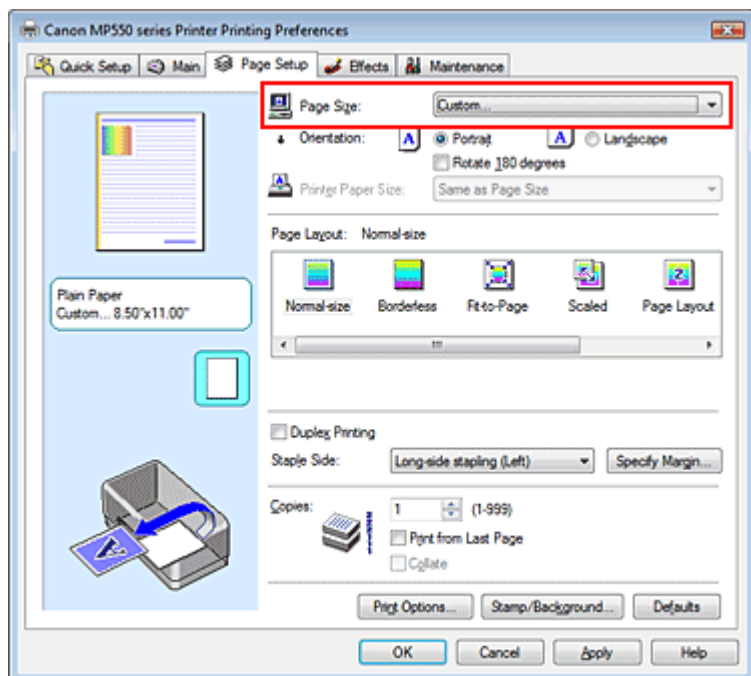 Canon MP550 series Printer Printing Preferences
Quick Setup Main Page Setup Effects Maintenance
Page Size: Custom...
Orientation: A Portrait A Landscape
Rotate 180 degrees
Printer Paper Size: Same as Page Size
Page Layout: Normal-size
Normal-size Borderless Fit-to-Page Scaled Page Layout
Plain Paper
Custom... 8.50"x11.00"
Duplex Printing
Staple Side: Long-side stapling (Left) Specify Margin...
Copies: 1 (1-999)
Print from Last Page
Collate
Print Options... Stamp/Background... Defaults
OK Cancel Apply Help